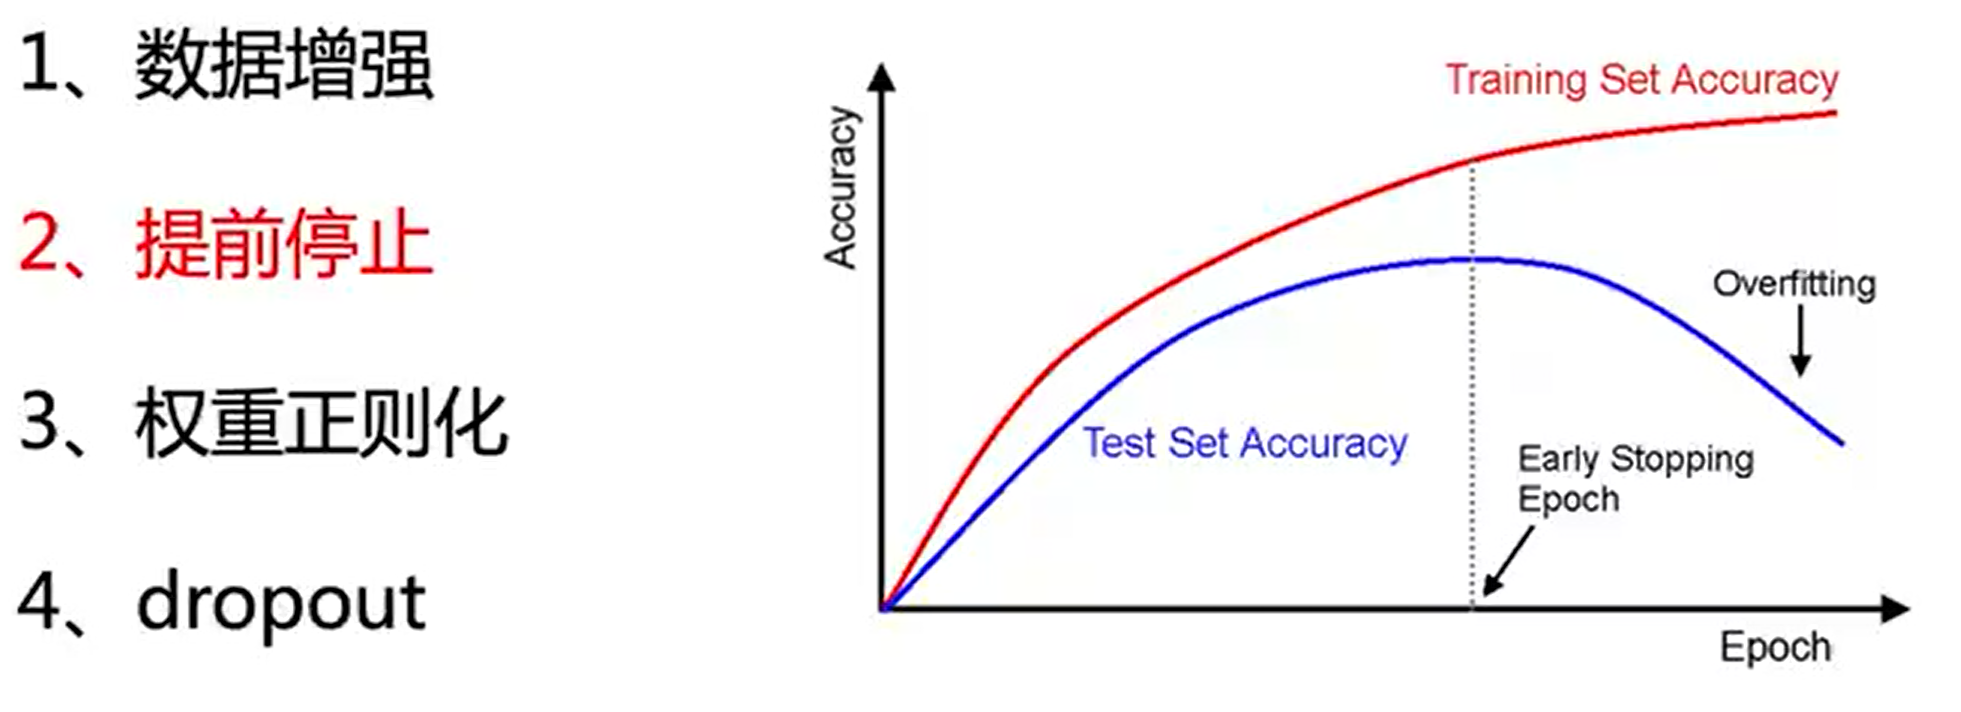 1、数据增强
2、提前停止
3、权重正则化
4、dropout
Training Set Accuracy
Accuracy
Overfitting
Test Set Accuracy
Early Stopping
Epoch
Epoch